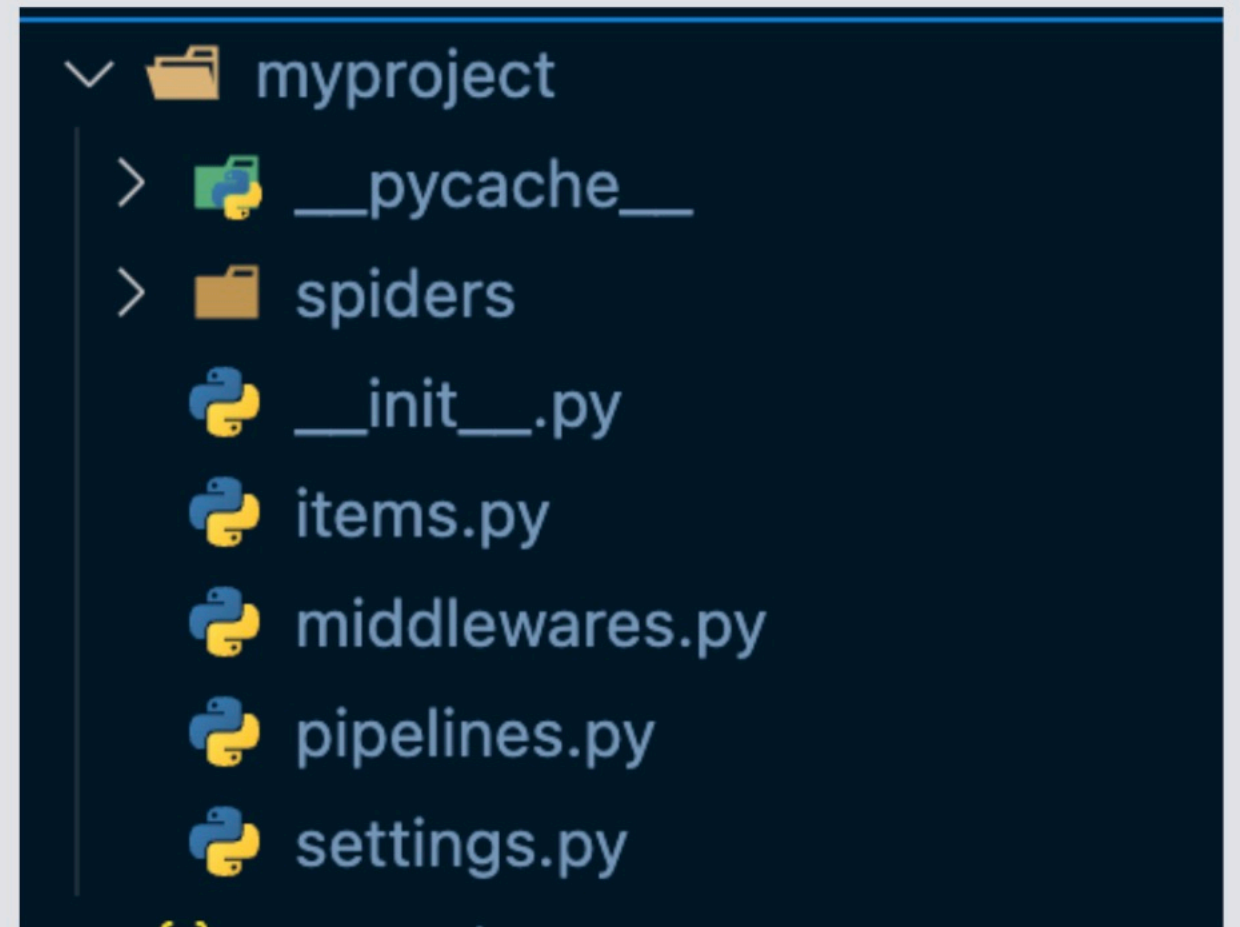 myproject
__pycache__
spiders
__init__.py
items.py
middlewares.py
pipelines.py
settings.py